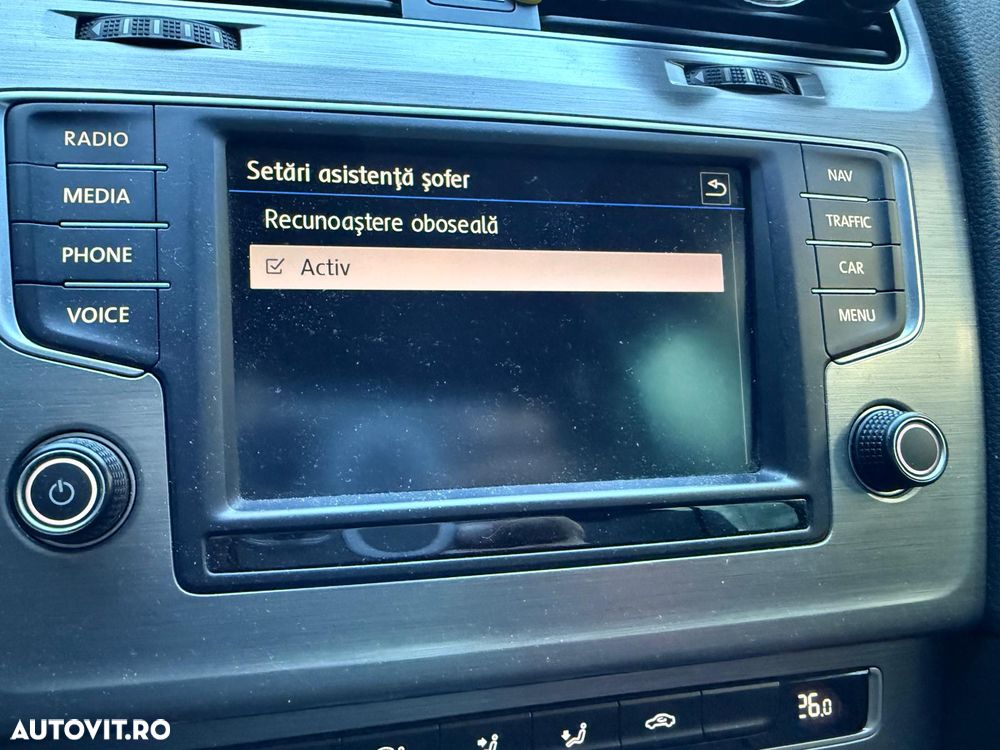 RADIO
MEDIA
PHONE
VOICE
Setări asistenţă şofer
Recunoaştere oboseală
Activ
NAV
TRAFFIC
CAR
MENU
26.0
AUTOVIT.RO